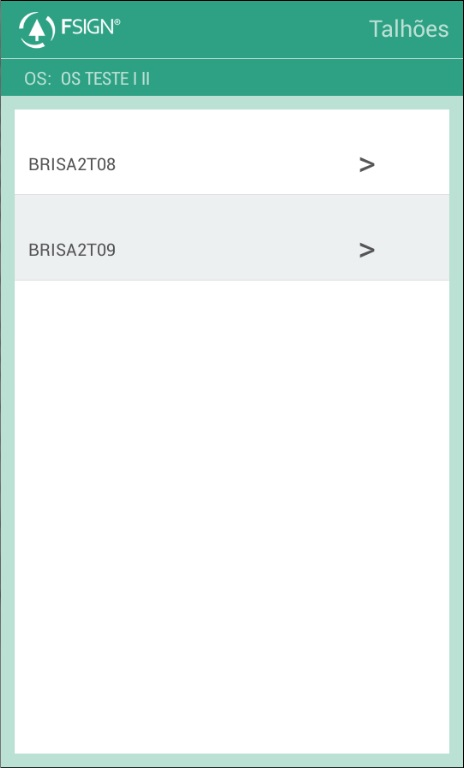 FSIGN®
Talhões
OS: OS TESTE I II
BRISA2T08 >
BRISA2T09 >